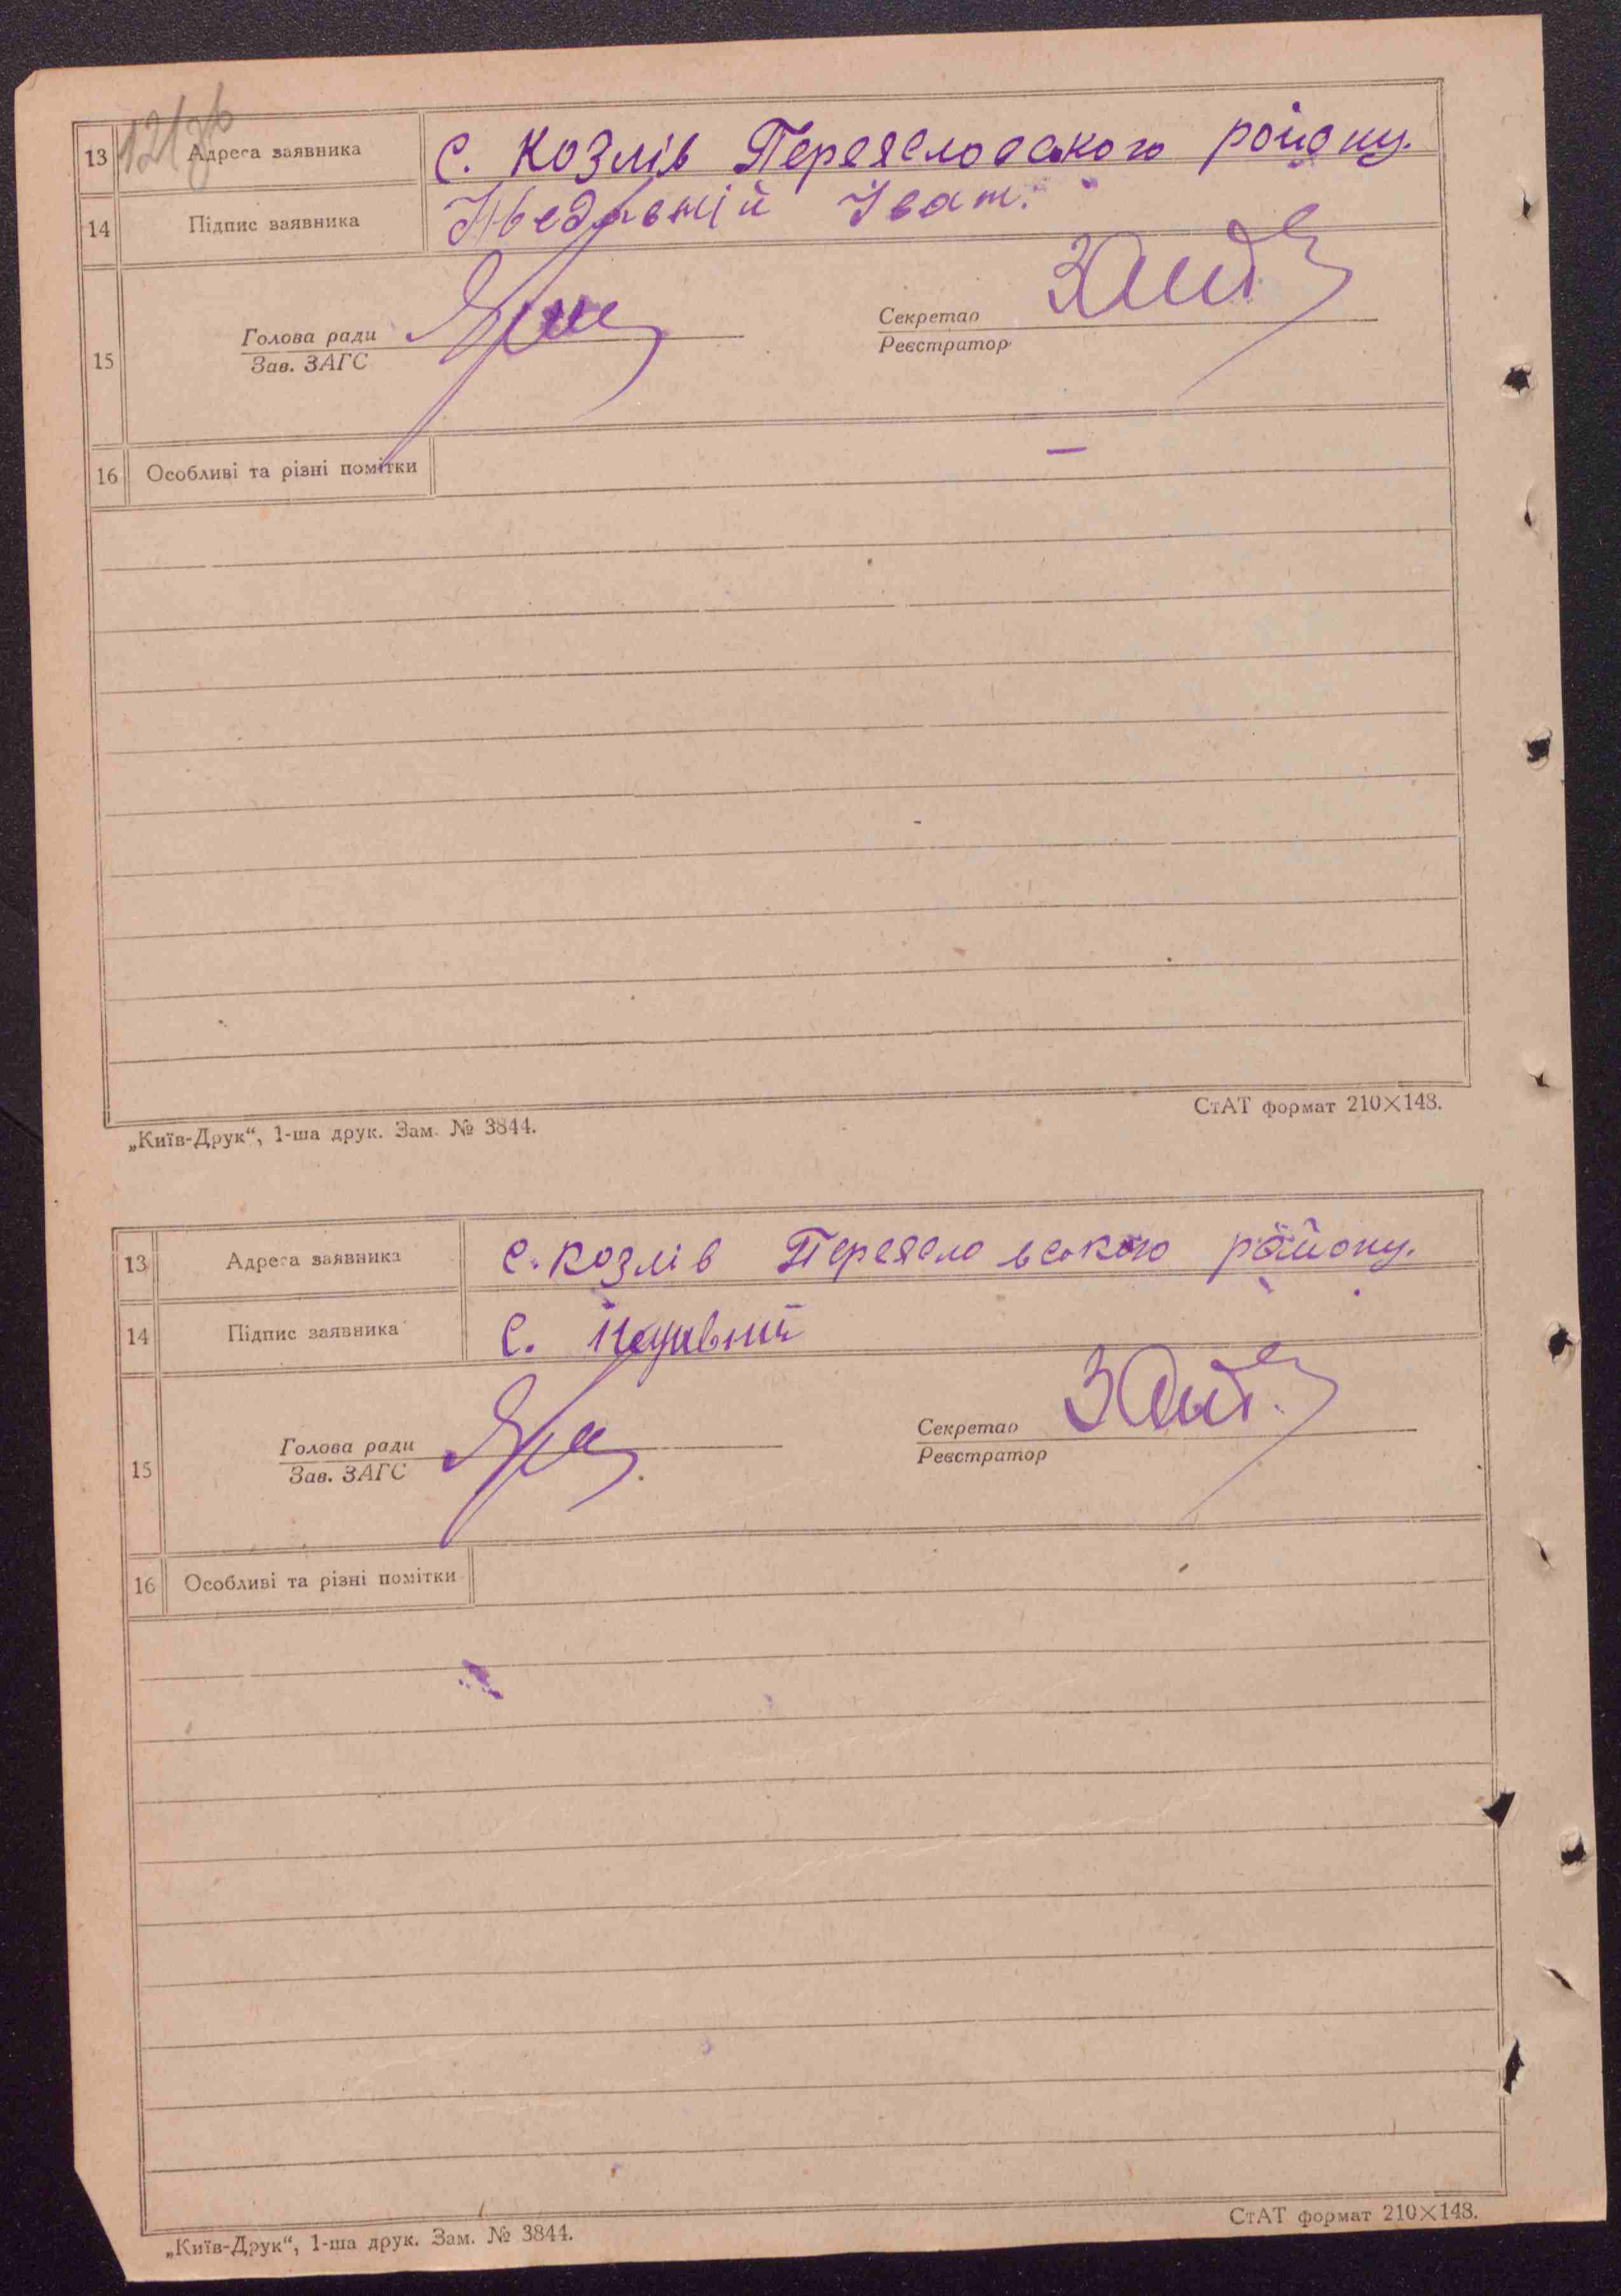 13 Адреса заявника с. Козлів Переяславського району.
14 Підпис заявника Іван.
15 Голова ради Секретар
Зав. ЗАГС Реєстратор
16 Особливі та різні помітки —
„Київ-Друк“, 1-ша друк. Зам. № 3844. СтАТ формат 210×148.
13 Адреса заявника с. Козлів Переяславського району.
14 Підпис заявника С.
15 Голова ради Секретар
Зав. ЗАГС Реєстратор
16 Особливі та різні помітки
„Київ-Друк“, 1-ша друк. Зам. № 3844. СтАТ формат 210×148.